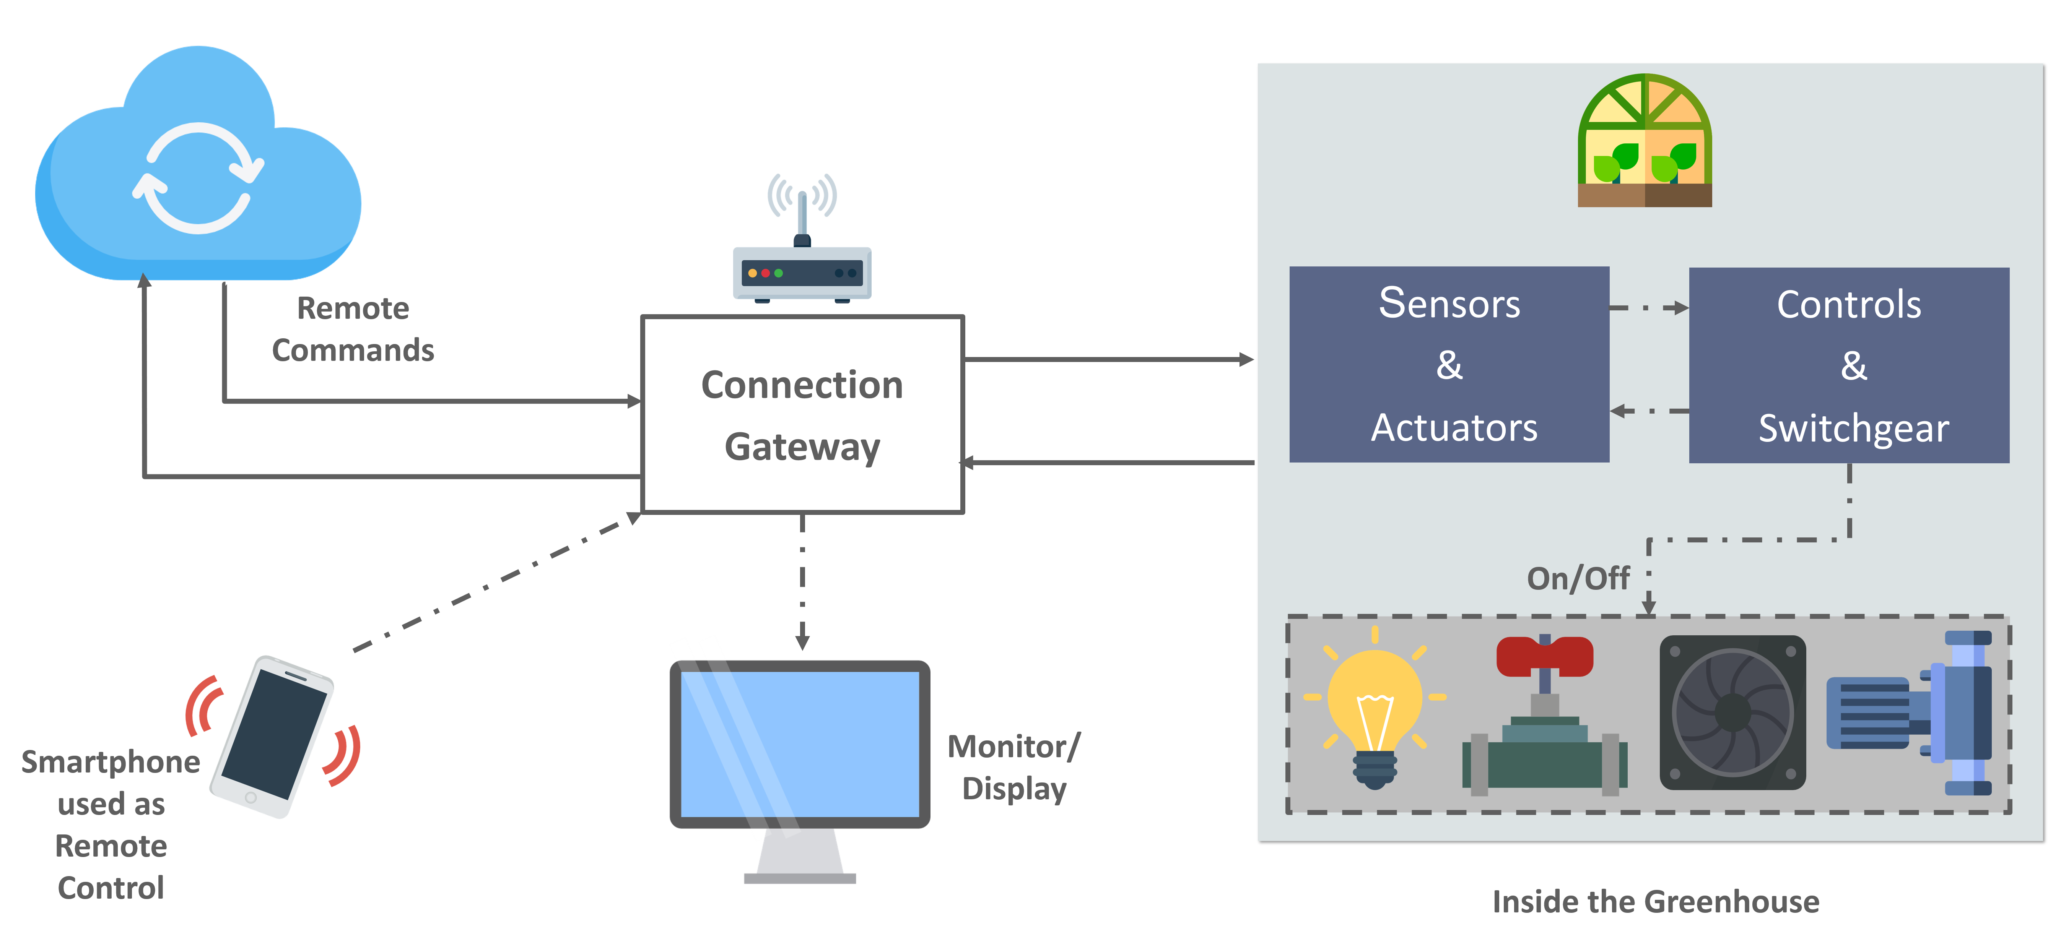 Remote
Commands
Connection
Gateway
Sensors
&
Actuators
Controls
&
Switchgear
On/Off
Smartphone
used as
Remote
Control
Monitor/
Display
Inside the Greenhouse